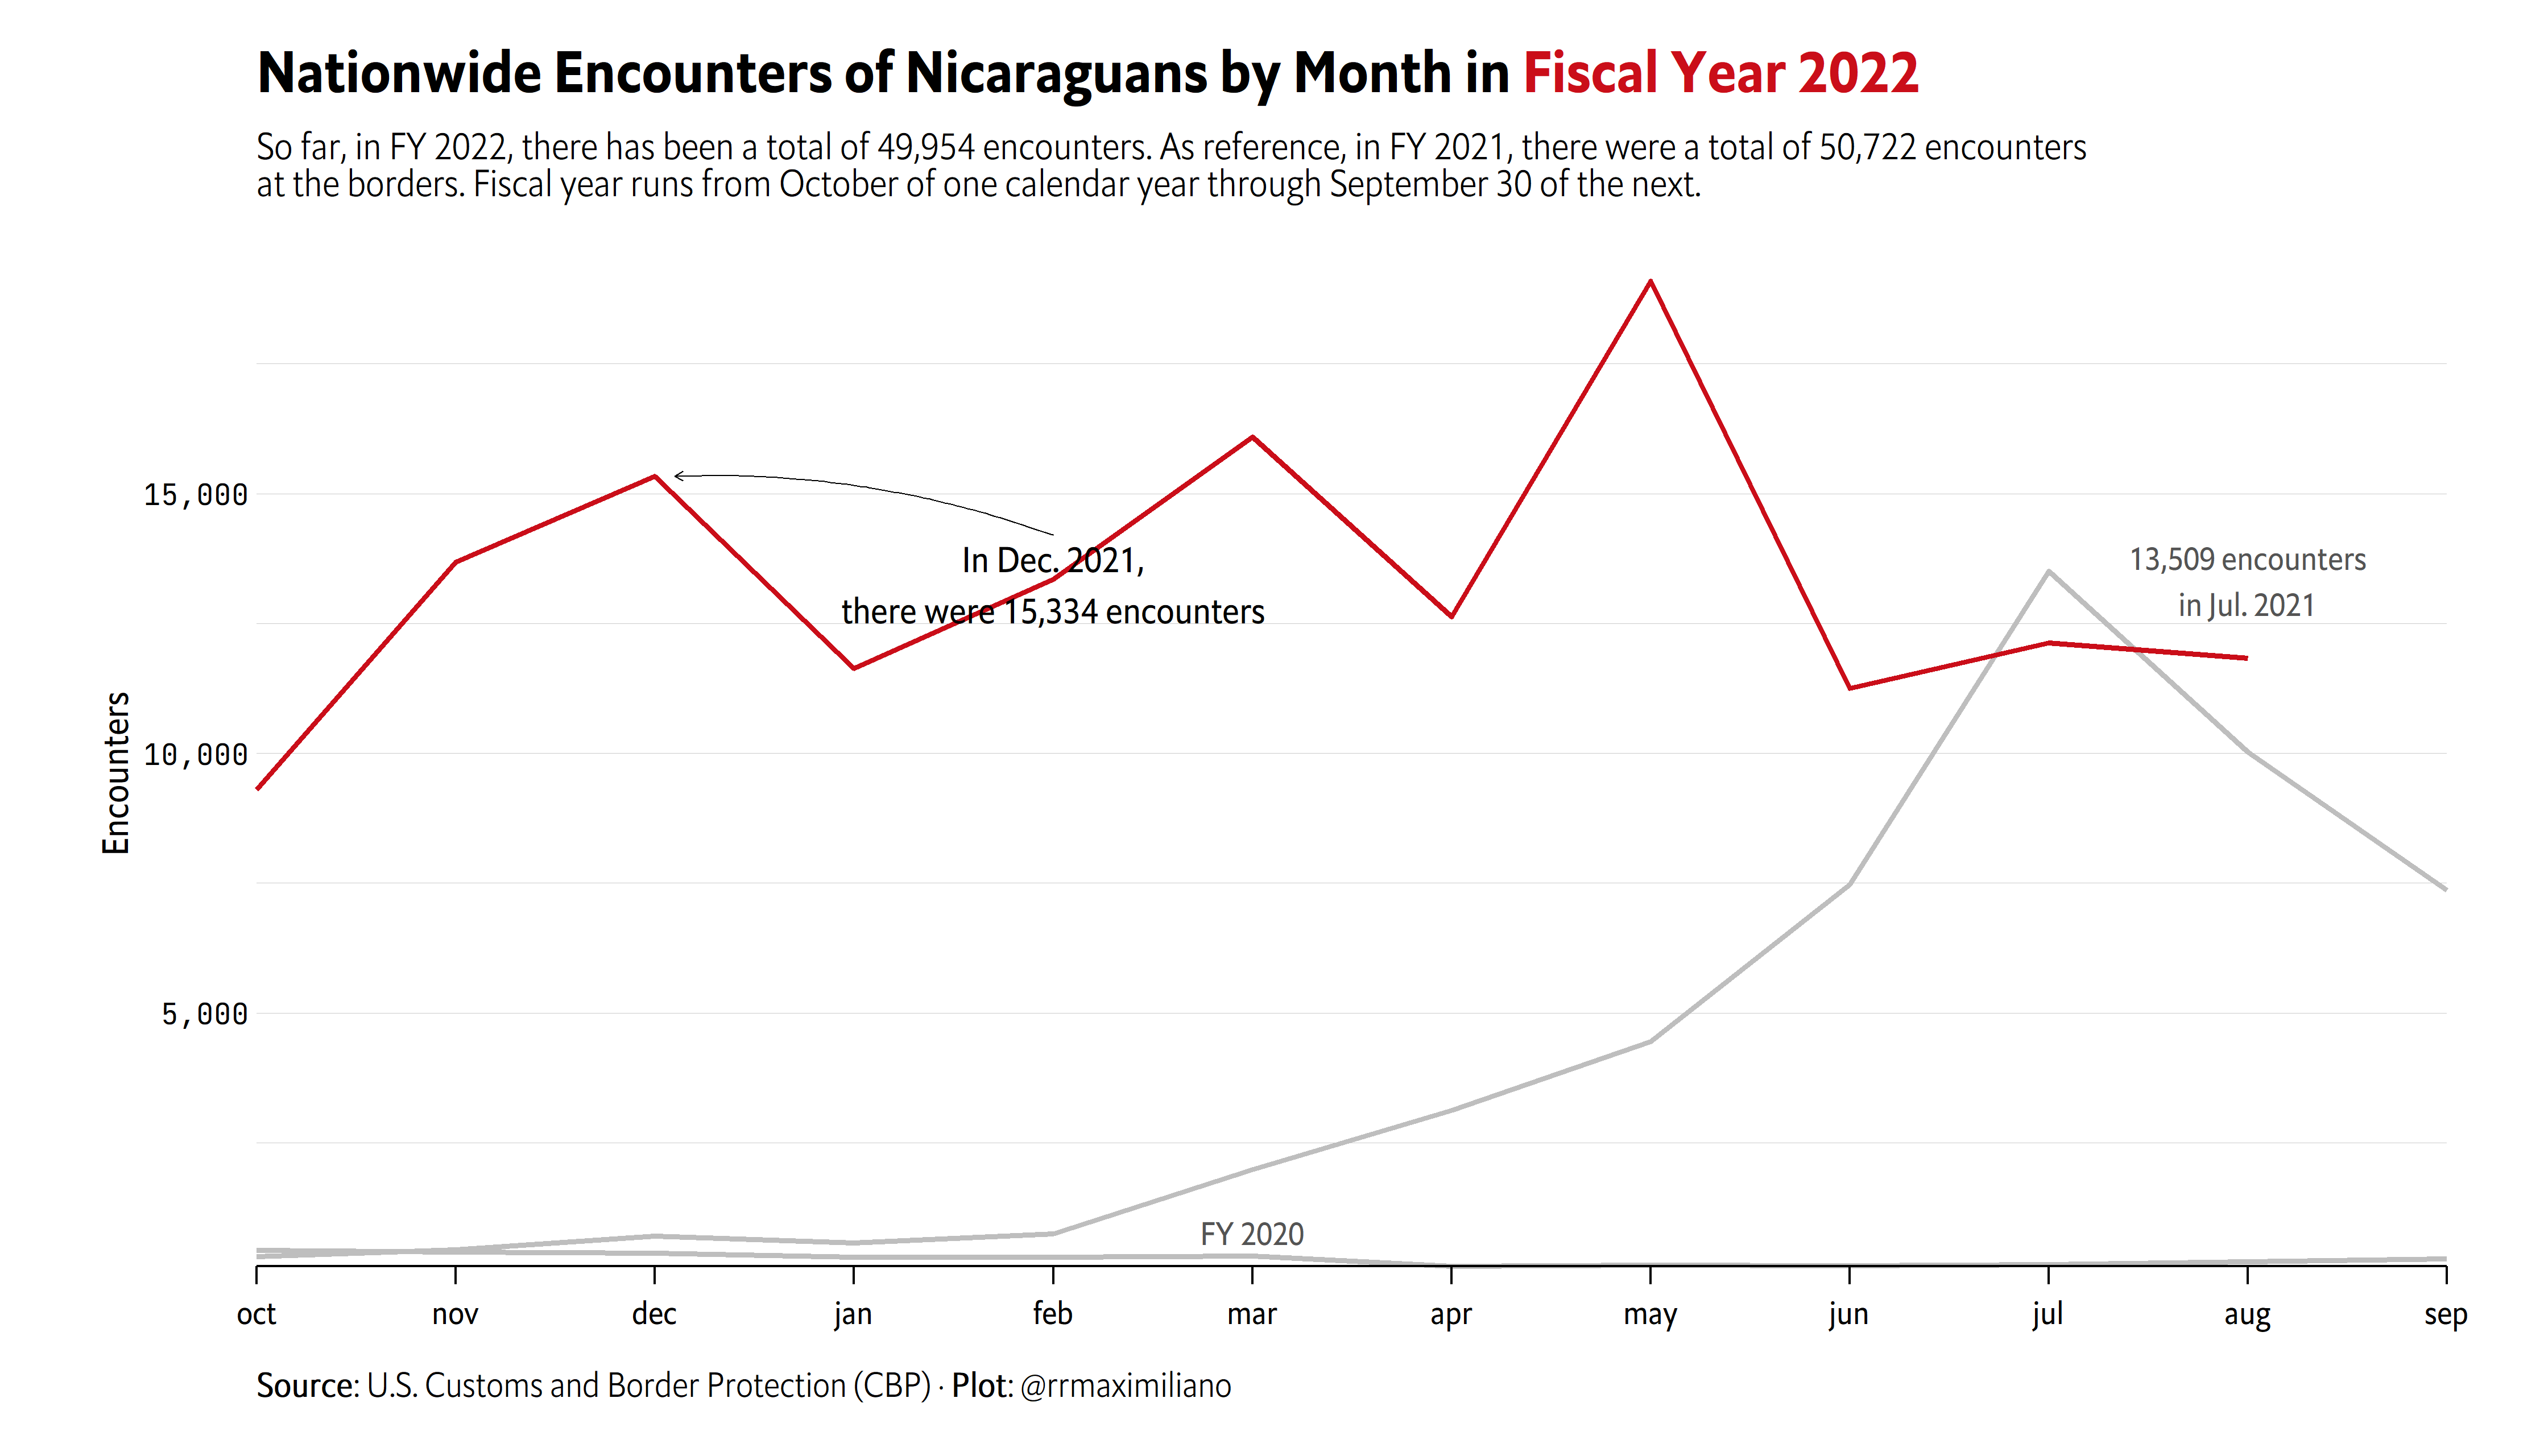 Nationwide Encounters of Nicaraguans by Month in Fiscal Year 2022
So far, in FY 2022, there has been a total of 49,954 encounters. As reference, in FY 2021, there were a total of 50,722 encounters
at the borders. Fiscal year runs from October of one calendar year through September 30 of the next.
15,000
In Dec. 2021,
there were 15,334 encounters
13,509 encounters
in Jul. 2021
Encounters
10,000
5,000
FY 2020
oct nov dec jan feb mar apr may jun jul aug sep
Source: U.S. Customs and Border Protection (CBP) · Plot: @rrmaximiliano